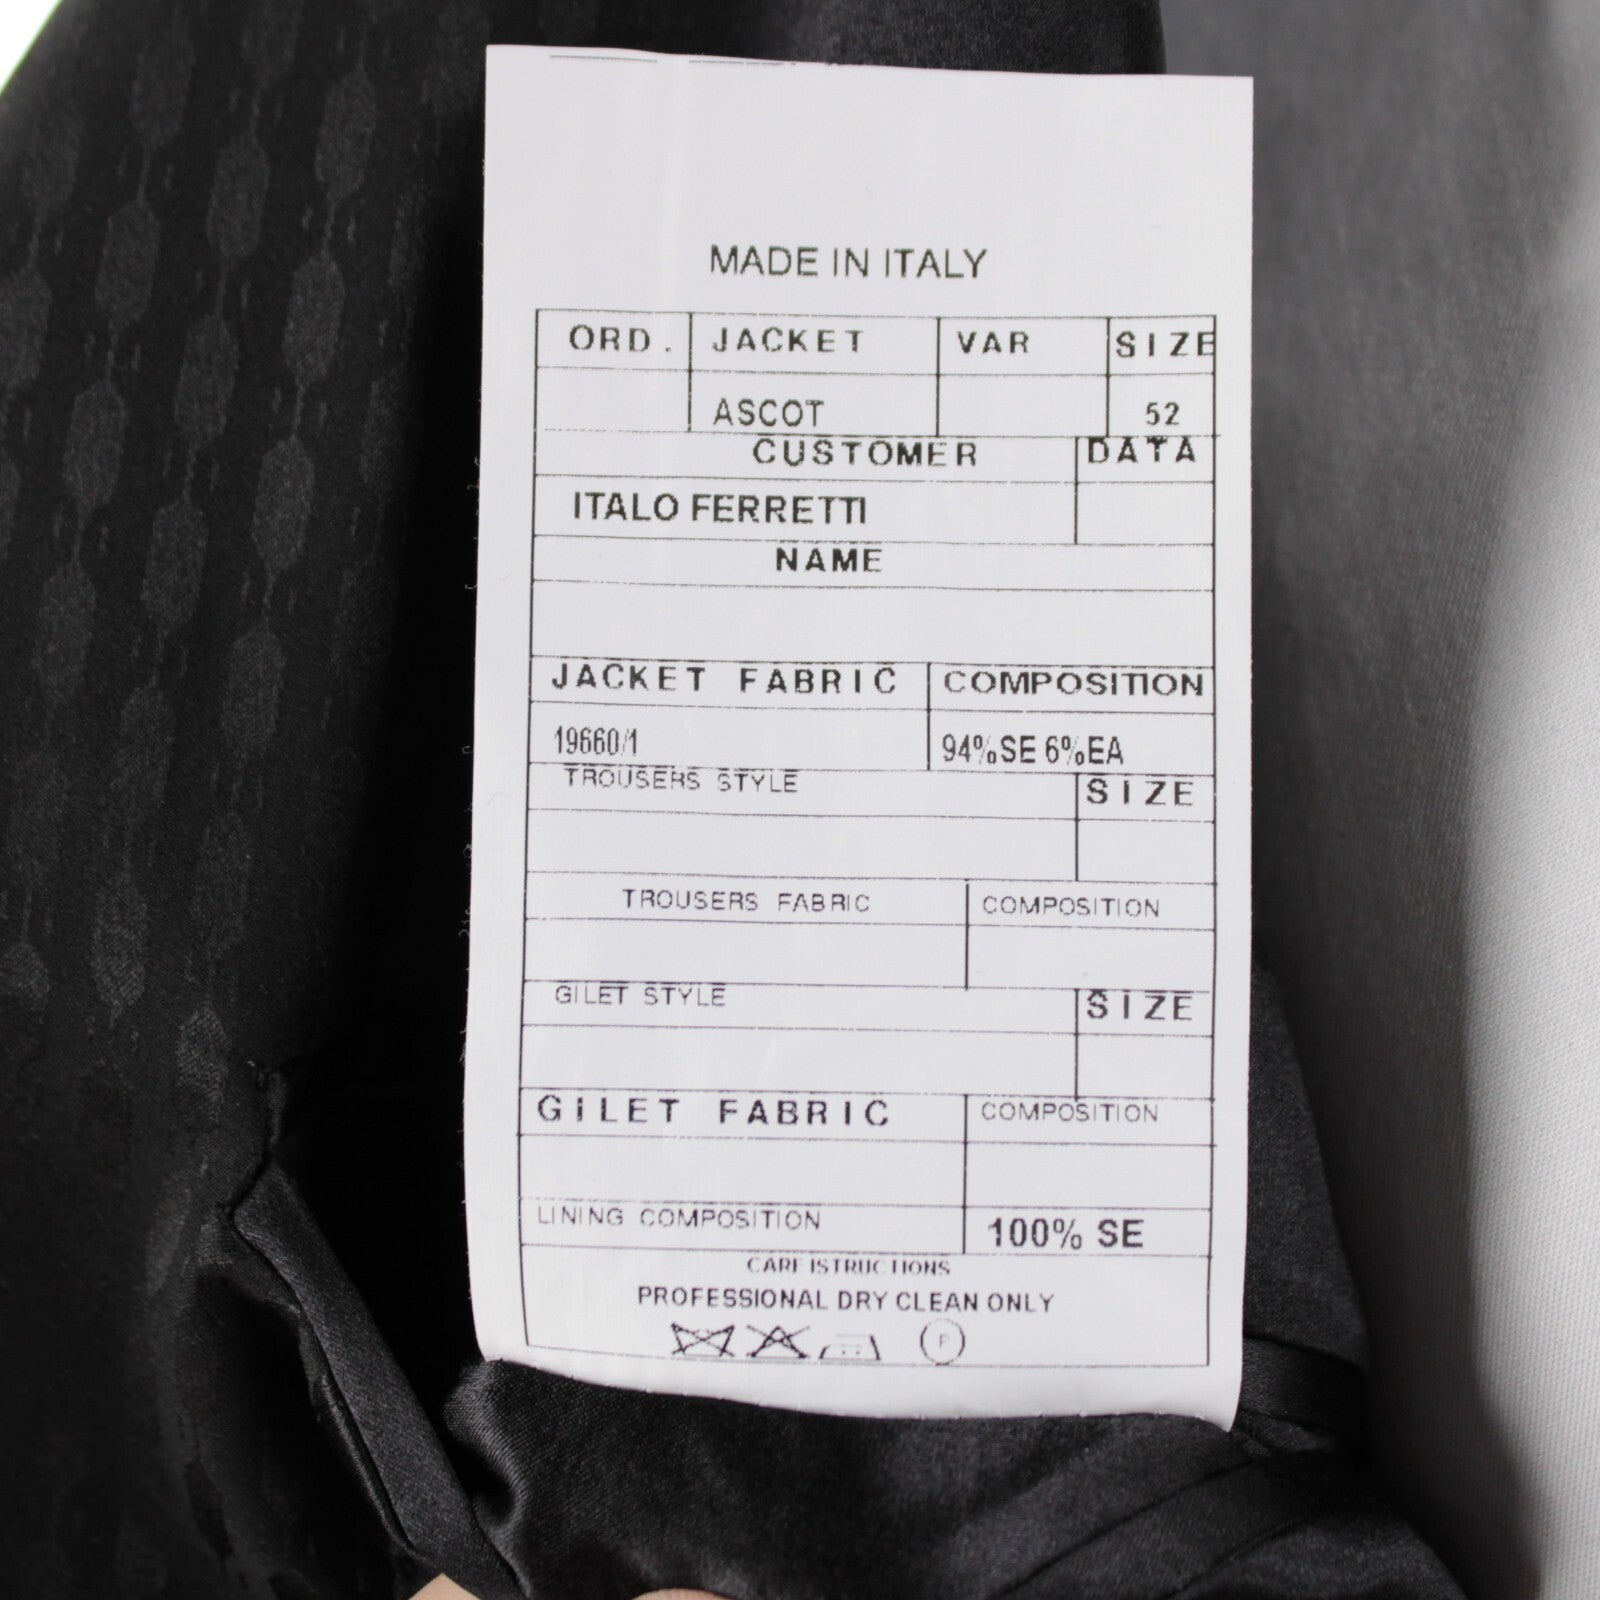 MADE IN ITALY
ORD. JACKET VAR SIZE
ASCOT 52
CUSTOMER DATA
ITALO FERRETTI
NAME
JACKET FABRIC COMPOSITION
19660/1 94%SE 6%EA
TROUSERS STYLE SIZE
TROUSERS FABRIC COMPOSITION
GILET STYLE SIZE
GILET FABRIC COMPOSITION
LINING COMPOSITION 100% SE
CARE ISTRUCTIONS
PROFESSIONAL DRY CLEAN ONLY
P